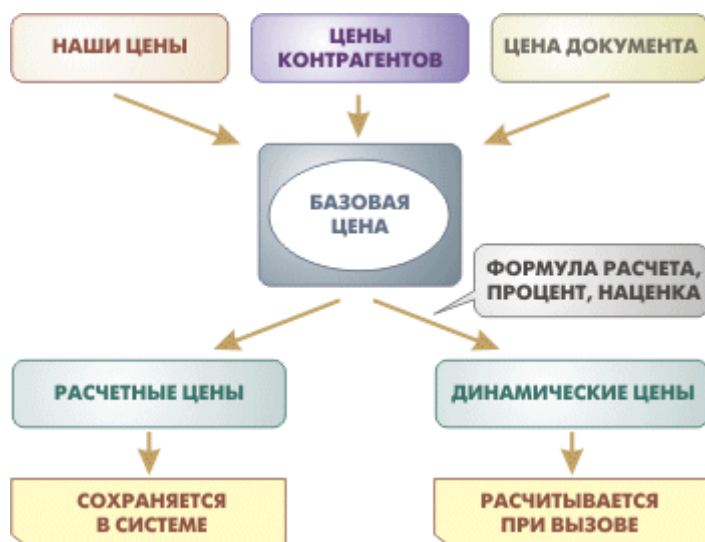 НАШИ ЦЕНЫ
ЦЕНЫ
КОНТРАГЕНТОВ
ЦЕНА ДОКУМЕНТА
БАЗОВАЯ
ЦЕНА
ФОРМУЛА РАСЧЕТА,
ПРОЦЕНТ, НАЦЕНКА
РАСЧЕТНЫЕ ЦЕНЫ
ДИНАМИЧЕСКИЕ ЦЕНЫ
СОХРАНЯЕТСЯ
В СИСТЕМЕ
РАСЧИТЫВАЕТСЯ
ПРИ ВЫЗОВЕ